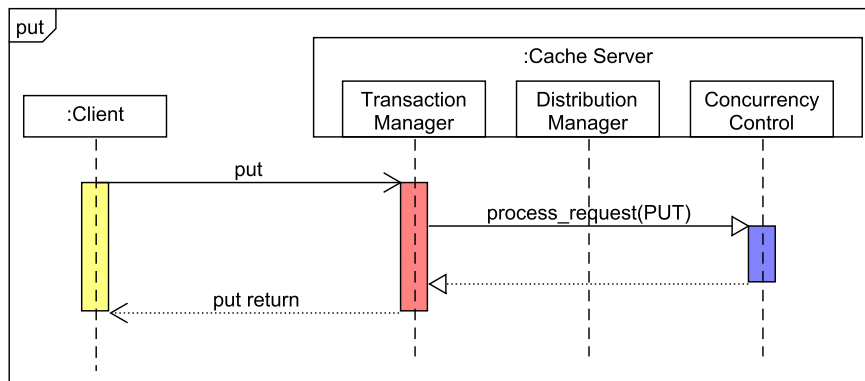 put
:Cache Server
:Client
Transaction
Manager
Distribution
Manager
Concurrency
Control
put
process_request(PUT)
put return